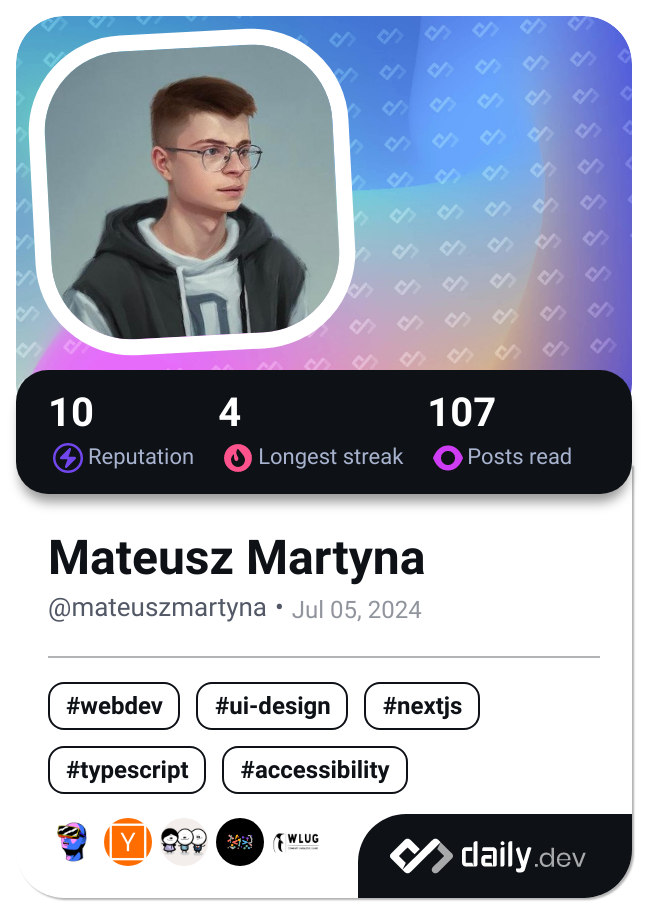 10 4 107
Reputation Longest streak Posts read
Mateusz Martyna
@mateuszmartyna • Jul 05, 2024
#webdev #ui-design #nextjs
#typescript #accessibility
Y WLUG
daily.dev